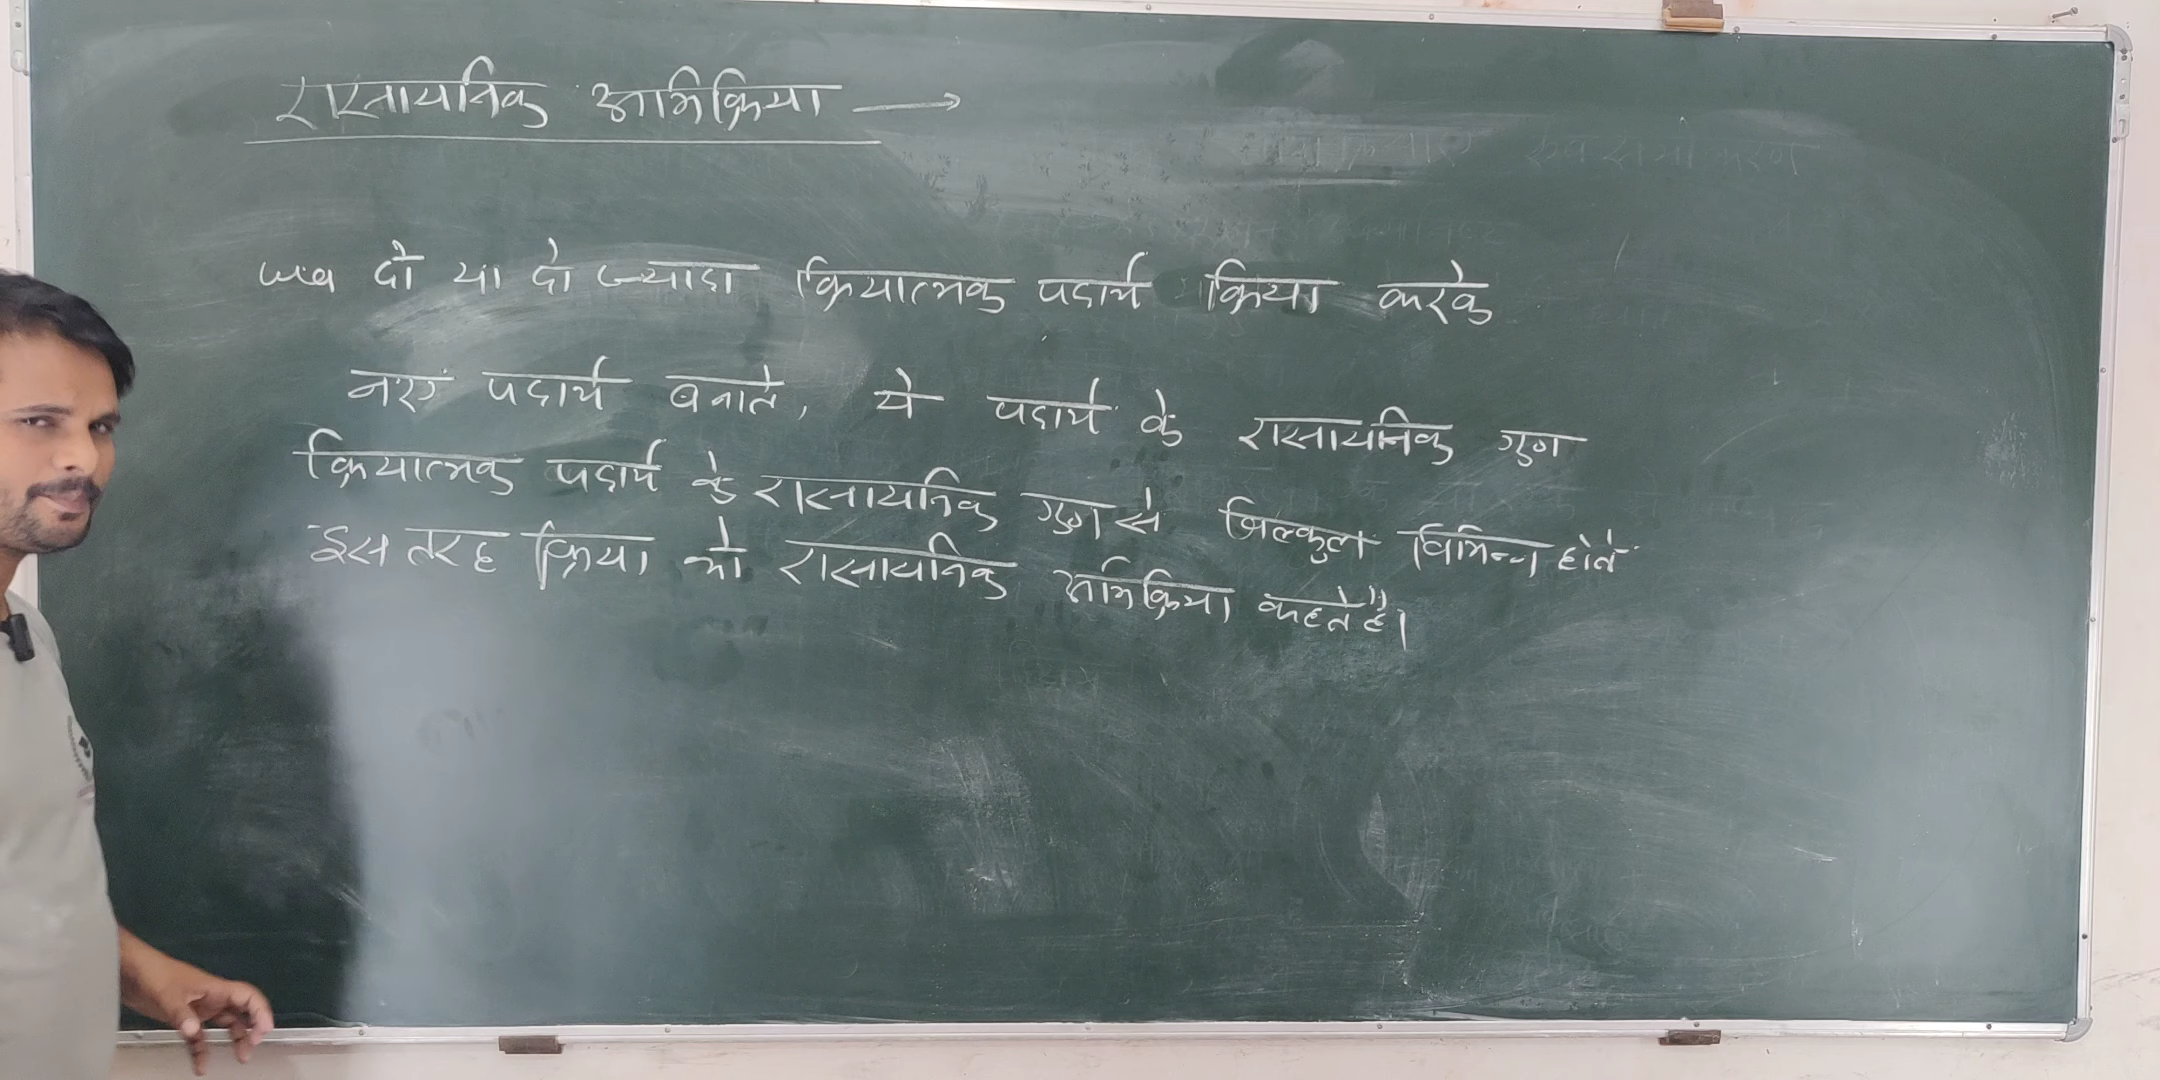 रासायनिक अभिक्रिया →
जब दो या दो ज्यादा क्रियात्मक पदार्थ क्रिया करके
नए पदार्थ बनाते, ये पदार्थ के रासायनिक गुण
क्रियात्मक पदार्थ के रासायनिक गुण से बिल्कुल विभिन्न होते
इस तरह क्रिया को रासायनिक अभिक्रिया कहते हैं।